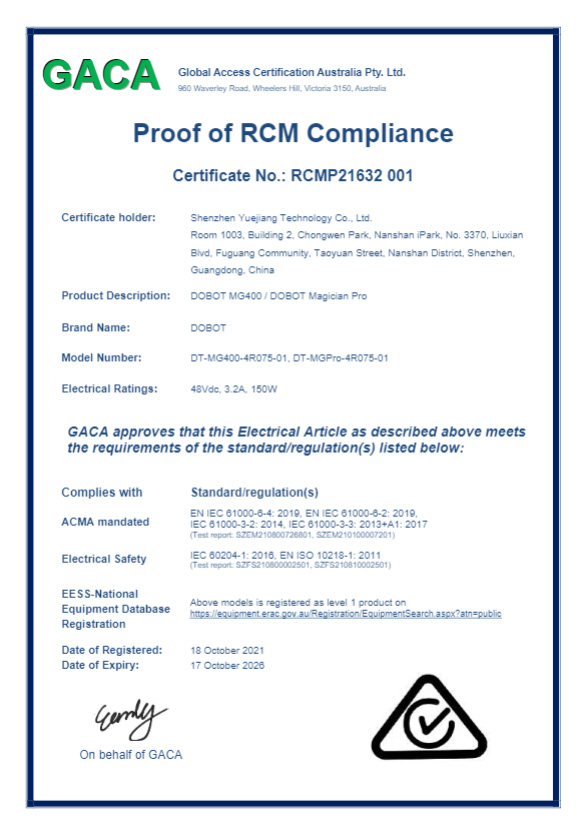 GACA
Global Access Certification Australia Pty. Ltd.
960 Waverley Road, Wheelers Hill, Victoria 3150, Australia
Proof of RCM Compliance
Certificate No.: RCMP21632 001
Certificate holder: Shenzhen Yuejiang Technology Co., Ltd.
Room 1003, Building 2, Chongwen Park, Nanshan iPark, No. 3370, Liuxian
Blvd, Fuguang Community, Taoyuan Street, Nanshan District, Shenzhen,
Guangdong, China
Product Description: DOBOT MG400 / DOBOT Magician Pro
Brand Name: DOBOT
Model Number: DT-MG400-4R075-01, DT-MGPro-4R075-01
Electrical Ratings: 48Vdc, 3.2A, 150W
GACA approves that this Electrical Article as described above meets
the requirements of the standard/regulation(s) listed below:
Complies with Standard/regulation(s)
ACMA mandated
EN IEC 61000-6-4: 2019, EN IEC 61000-6-2: 2019,
IEC 61000-3-2: 2014, IEC 61000-3-3: 2013+A1: 2017
(Test report: SZEM210800726801, SZEM210100007201)
Electrical Safety
IEC 60204-1: 2016, EN ISO 10218-1: 2011
(Test report: SZFS210800002501, SZFS210810002501)
EESS-National
Equipment Database
Registration
Above models is registered as level 1 product on
https://equipment.erac.gov.au/Registration/EquipmentSearch.aspx?atn=public
Date of Registered: 18 October 2021
Date of Expiry: 17 October 2026
On behalf of GACA